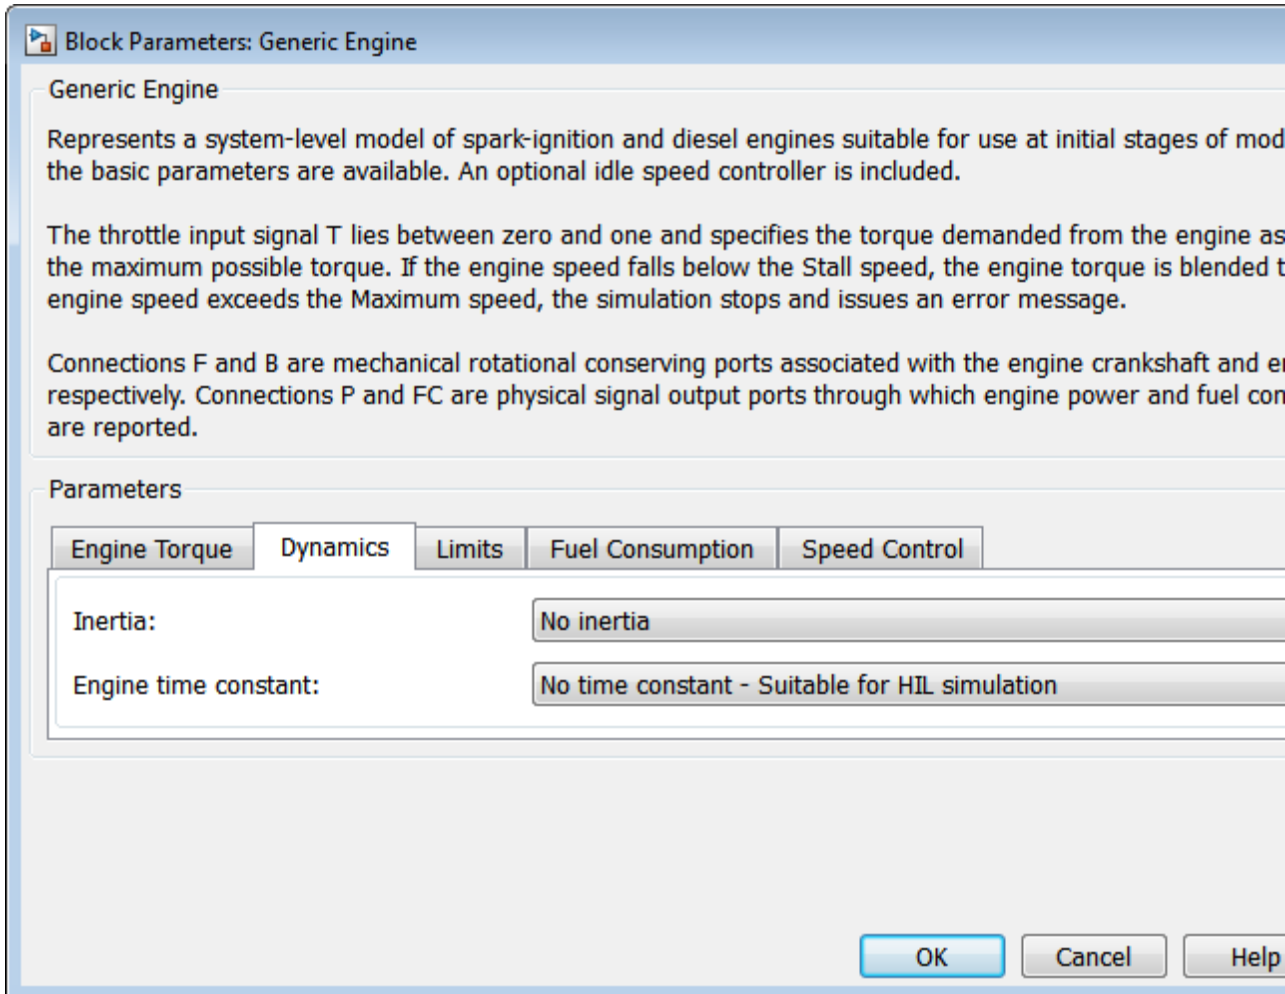 Block Parameters: Generic Engine
Generic Engine
Represents a system-level model of spark-ignition and diesel engines suitable for use at initial stages of mod
the basic parameters are available. An optional idle speed controller is included.
The throttle input signal T lies between zero and one and specifies the torque demanded from the engine as
the maximum possible torque. If the engine speed falls below the Stall speed, the engine torque is blended t
engine speed exceeds the Maximum speed, the simulation stops and issues an error message.
Connections F and B are mechanical rotational conserving ports associated with the engine crankshaft and e
respectively. Connections P and FC are physical signal output ports through which engine power and fuel con
are reported.
Parameters
Engine Torque Dynamics Limits Fuel Consumption Speed Control
Inertia: No inertia
Engine time constant: No time constant - Suitable for HIL simulation
OK Cancel Help